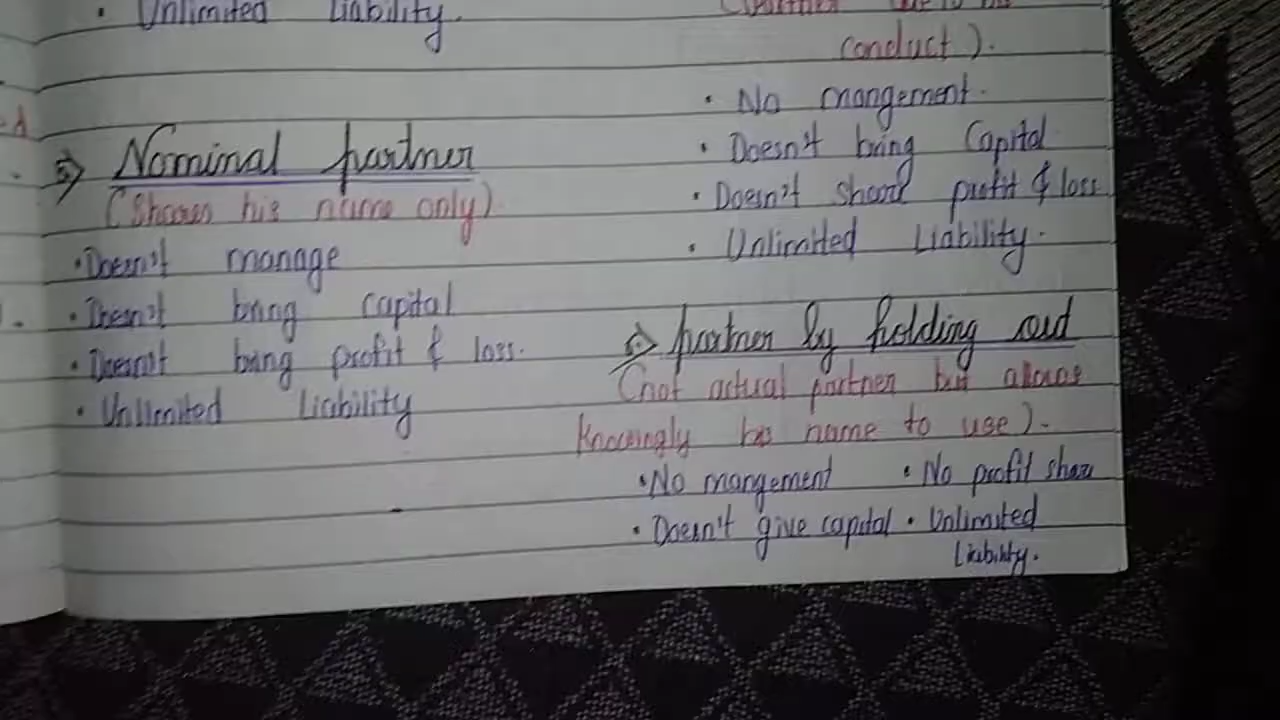 • Unlimited Liability.
5⇒ Nominal partner
(Shares his name only)
• Doesn't manage
• Doesn't bring capital
• Doesn't bring profit & loss.
• Unlimited Liability
conduct).
• No mangement.
• Doesn't bring Capital
• Doesn't share profit & loss
• Unlimited Liability.
⇒ partner by holding out
(not actual partner but allows
knowingly his name to use).
• No mangement • No profit share
• Doesn't give capital • Unlimited
Liability.